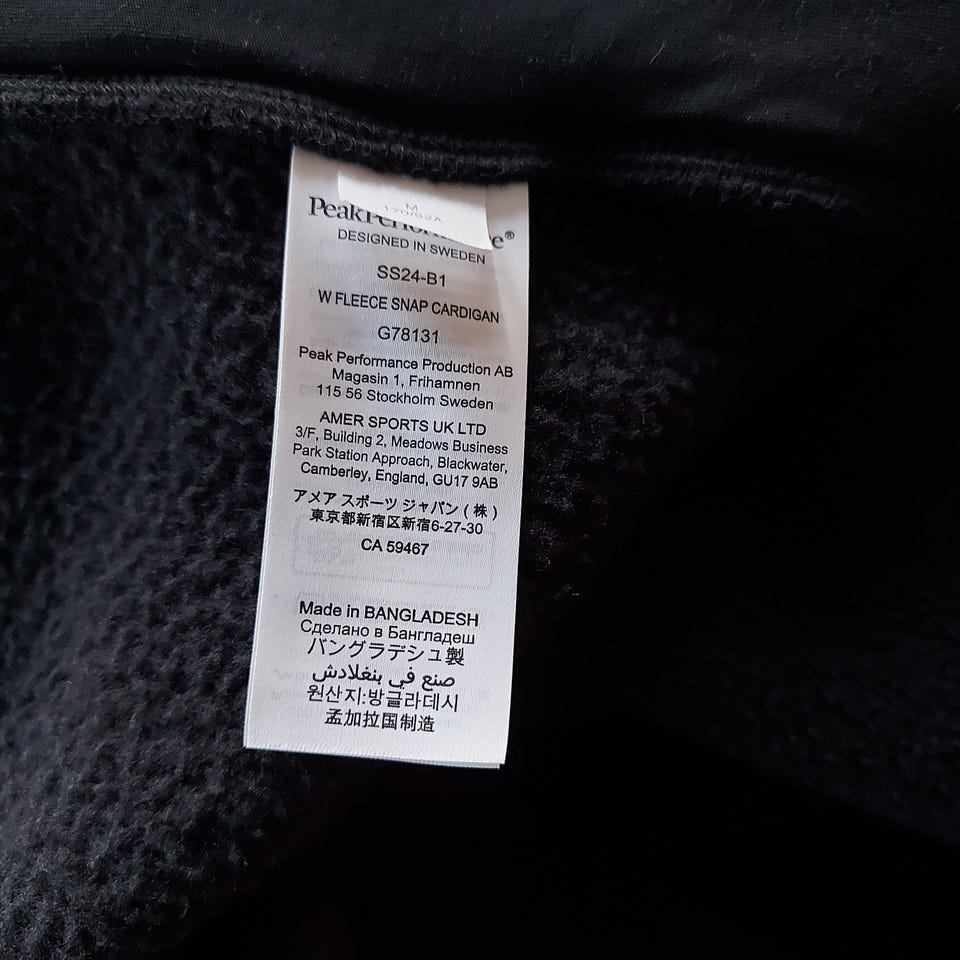 M
170/92A
PeakPerformance®
DESIGNED IN SWEDEN
SS24-B1
W FLEECE SNAP CARDIGAN
G78131
Peak Performance Production AB
Magasin 1, Frihamnen
115 56 Stockholm Sweden
AMER SPORTS UK LTD
3/F, Building 2, Meadows Business
Park Station Approach, Blackwater,
Camberley, England, GU17 9AB
アメア スポーツ ジャパン ( 株 )
東京都新宿区新宿6-27-30
CA 59467
Made in BANGLADESH
Сделано в Бангладеш
バングラデシュ製
صنع في بنغلادش
원산지:방글라데시
孟加拉国制造